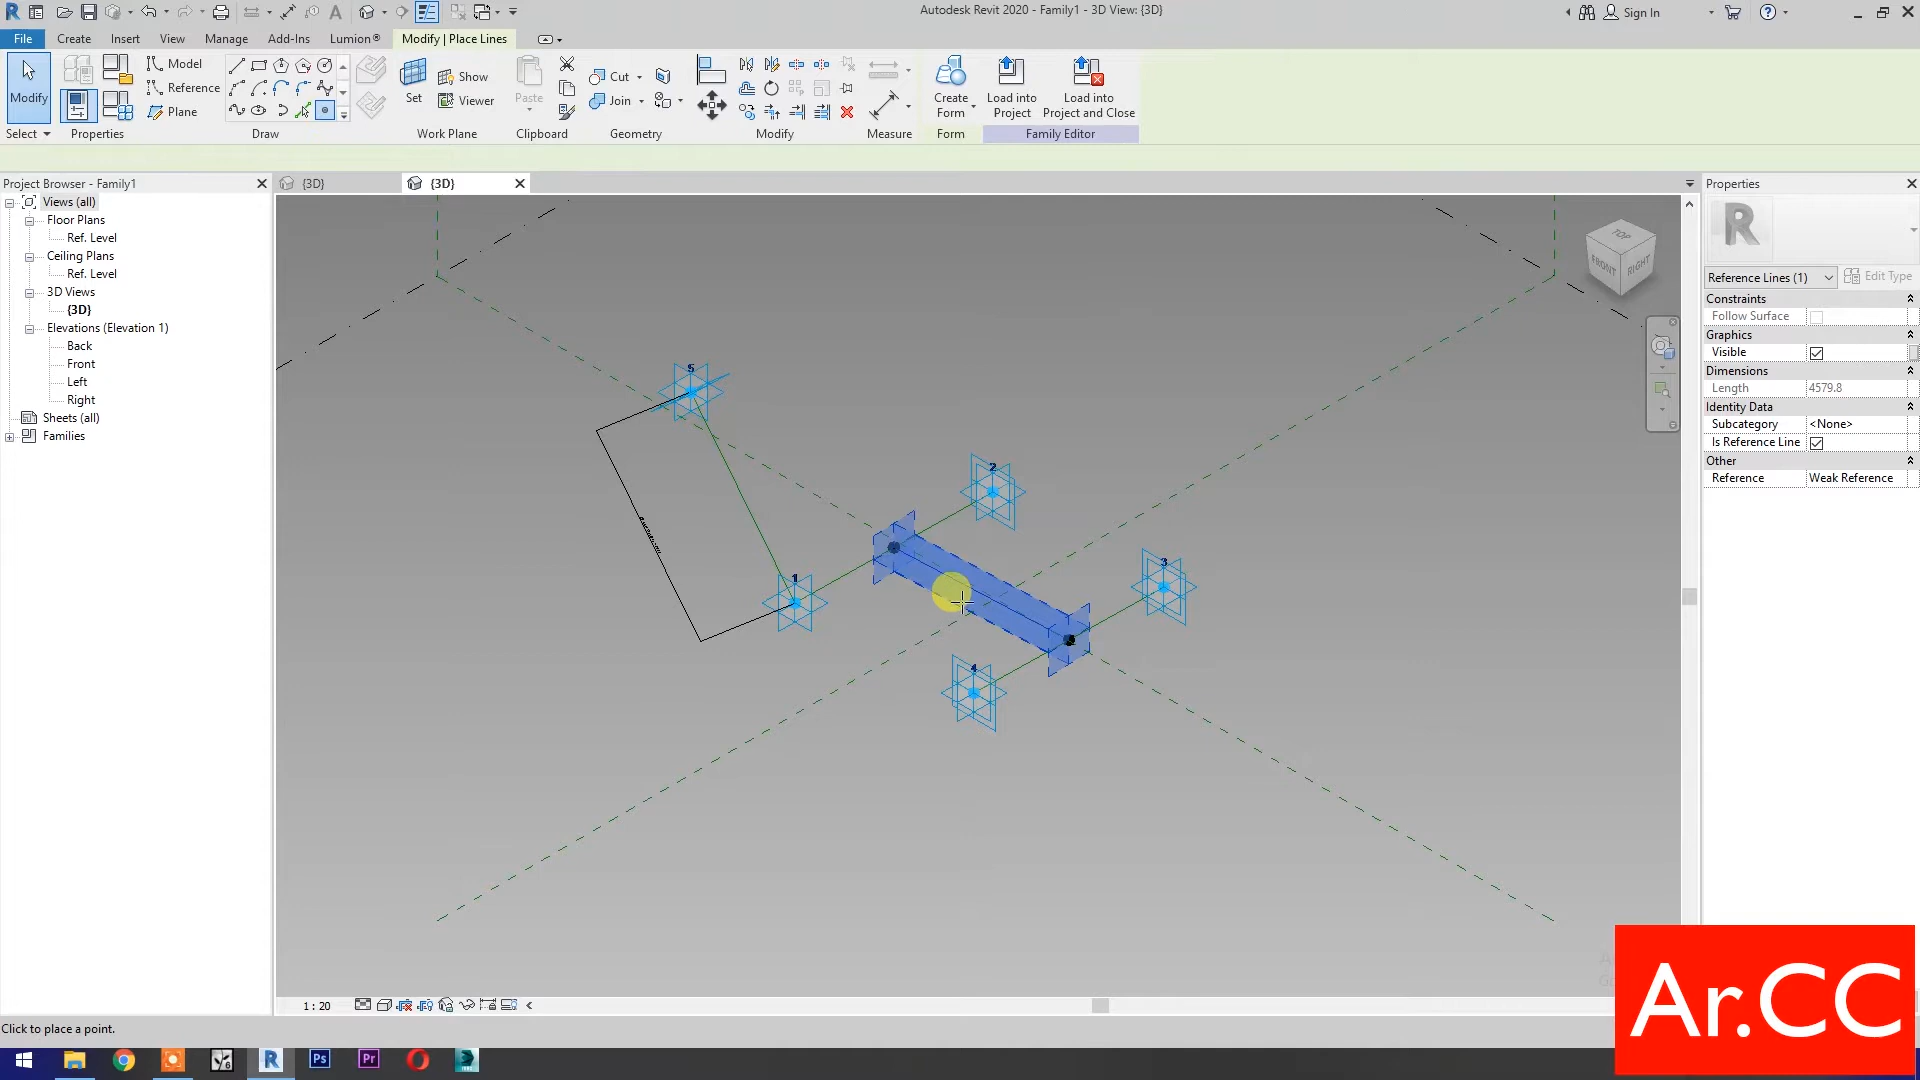 Autodesk Revit 2020 - Family1 - 3D View: {3D}
Sign In
File
Create
Insert
View
Manage
Add-Ins
Lumion®
Modify | Place Lines
Modify
Model
Reference
Plane
Set
Show
Viewer
Paste
Cut
Join
Create
Form
Load into
Project
Load into
Project and Close
Select
Properties
Draw
Work Plane
Clipboard
Geometry
Modify
Measure
Form
Family Editor
Project Browser - Family1
{3D}
{3D}
Properties
Views (all)
Floor Plans
Ref. Level
Ceiling Plans
Ref. Level
3D Views
{3D}
Elevations (Elevation 1)
Back
Front
Left
Right
Sheets (all)
Families
TOP
FRONT
RIGHT
5
2
3
1
4
Reference Lines (1)
Edit Type
Constraints
Follow Surface
Graphics
Visible
Dimensions
Length
4579.8
Identity Data
Subcategory
<None>
Is Reference Line
Other
Reference
Weak Reference
1 : 20
Click to place a point.
Ps
Pr
Ar.CC